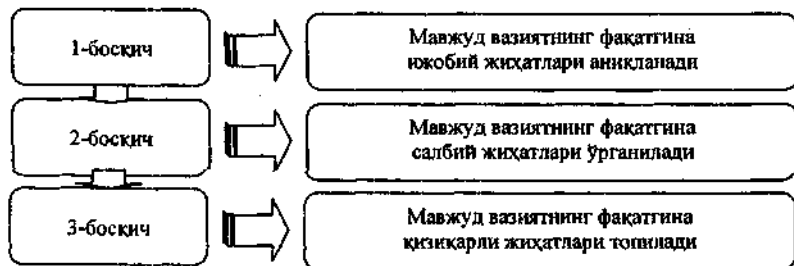 1-босқич
Мавжуд вазиятнинг фақатгина
ижобий жиҳатлари аниқланади
2-босқич
Мавжуд вазиятнинг фақатгина
салбий жиҳатлари ўрганилади
3-босқич
Мавжуд вазиятнинг фақатгина
қизиқарли жиҳатлари топилади